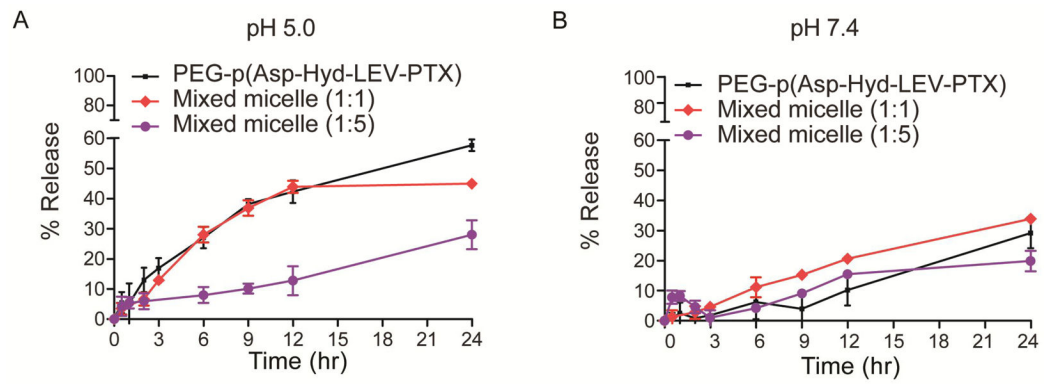 A
pH 5.0
PEG-p(Asp-Hyd-LEV-PTX)
Mixed micelle (1:1)
Mixed micelle (1:5)
% Release
100
80
60
50
40
30
20
10
0
0 3 6 9 12 15 18 21 24
Time (hr)
B
pH 7.4
PEG-p(Asp-Hyd-LEV-PTX)
Mixed micelle (1:1)
Mixed micelle (1:5)
% Release
100
80
60
50
40
30
20
10
0
0 3 6 9 12 15 18 21 24
Time (hr)